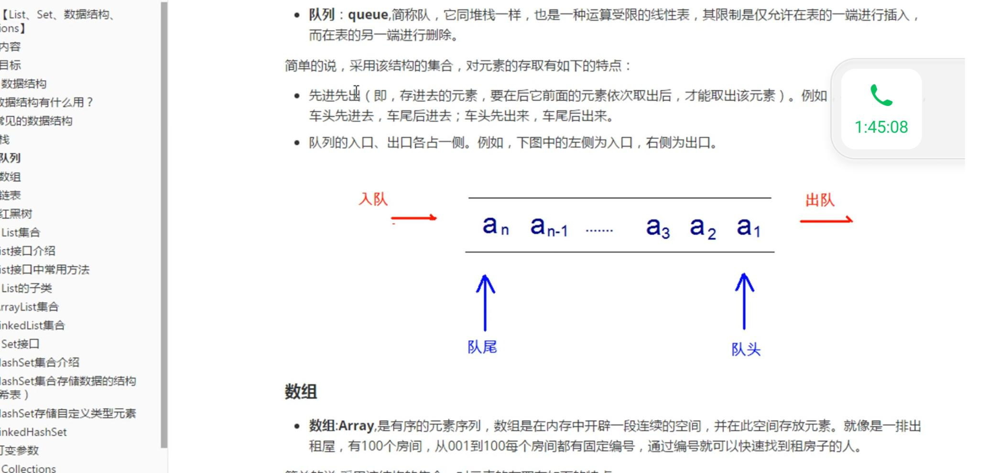 【List、Set、数据结构、
ions】
内容
目标
数据结构
数据结构有什么用？
常见的数据结构
栈
队列
数组
链表
红黑树
List集合
ist接口介绍
ist接口中常用方法
List的子类
rrayList集合
inkedList集合
Set接口
HashSet集合介绍
HashSet集合存储数据的结构
希表）
HashSet存储自定义类型元素
inkedHashSet
可变参数
Collections
• 队列：queue,简称队，它同堆栈一样，也是一种运算受限的线性表，其限制是仅允许在表的一端进行插入，
而在表的另一端进行删除。
简单的说，采用该结构的集合，对元素的存取有如下的特点：
• 先进先出（即，存进去的元素，要在后它前面的元素依次取出后，才能取出该元素）。例如
车头先进去，车尾后进去；车头先出来，车尾后出来。
• 队列的入口、出口各占一侧。例如，下图中的左侧为入口，右侧为出口。
1:45:08
入队
出队
an an-1 ....... a3 a2 a1
队尾
队头
数组
• 数组:Array,是有序的元素序列，数组是在内存中开辟一段连续的空间，并在此空间存放元素。就像是一排出
租屋，有100个房间，从001到100每个房间都有固定编号，通过编号就可以快速找到租房子的人。